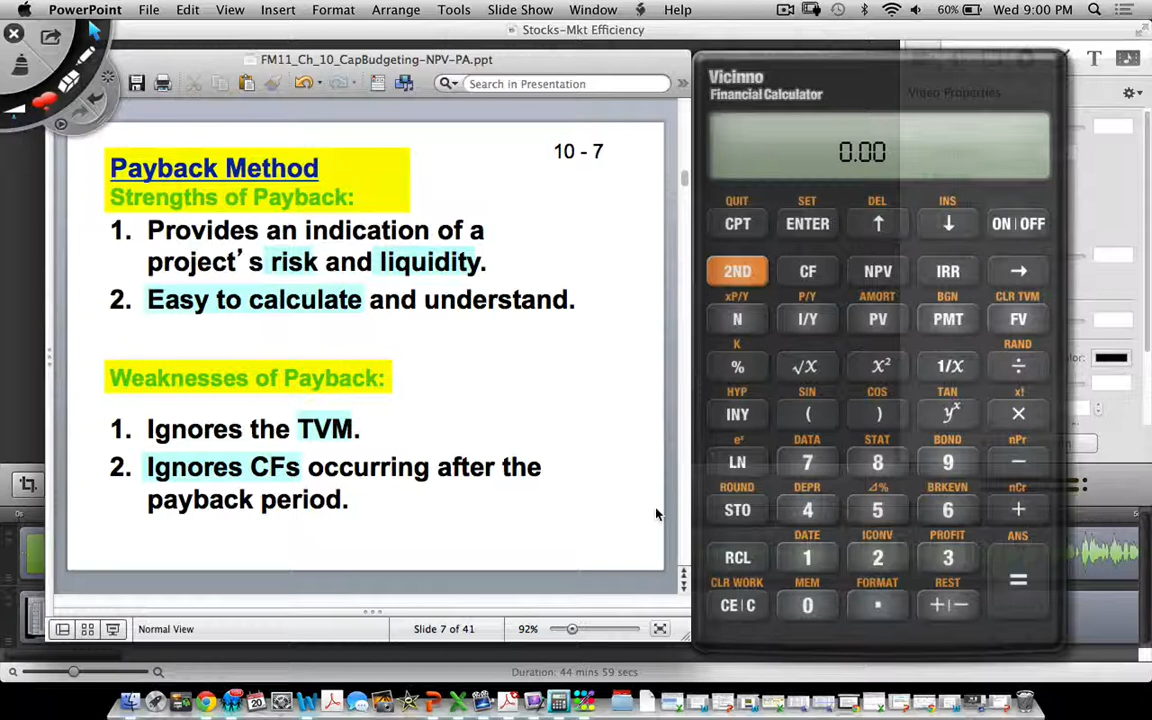 PowerPoint File Edit View Insert Format Arrange Tools Slide Show Window Help 60% Wed 9:00 PM
Stocks-Mkt Efficiency
FM11_Ch_10_CapBudgeting-NPV-PA.ppt
Search in Presentation
10 - 7
Payback Method
Strengths of Payback:
1. Provides an indication of a
project's risk and liquidity.
2. Easy to calculate and understand.
Weaknesses of Payback:
1. Ignores the TVM.
2. Ignores CFs occurring after the
payback period.
Normal View Slide 7 of 41 92%
Duration: 44 mins 59 secs
Vicinno
Financial Calculator
Video Properties
0.00
QUIT SET DEL INS
CPT ENTER ↑ ↓ ON|OFF
2ND CF NPV IRR →
xP/Y P/Y AMORT BGN CLR TVM
N I/Y PV PMT FV
K RAND
% √X X² 1/X ÷
HYP SIN COS TAN x!
INY ( ) yˣ ×
eˣ DATA STAT BOND nPr
LN 7 8 9 −
ROUND DEPR ⊿% BRKEVN nCr
STO 4 5 6 +
DATE ICONV PROFIT ANS
RCL 1 2 3 =
CLR WORK MEM FORMAT REST
CE|C 0 . +|−